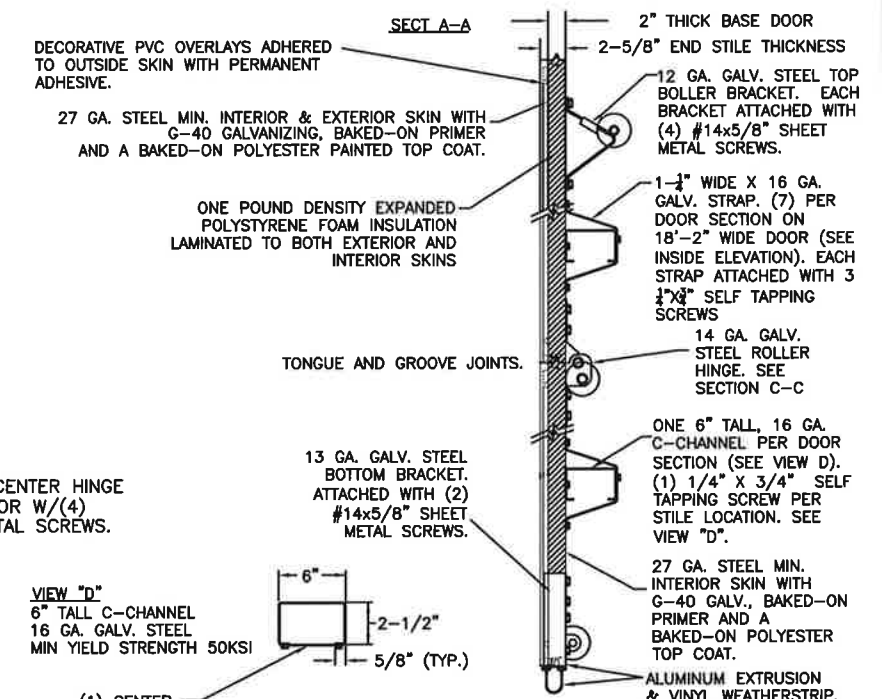 SECT A-A
2" THICK BASE DOOR
2-5/8" END STILE THICKNESS
DECORATIVE PVC OVERLAYS ADHERED
TO OUTSIDE SKIN WITH PERMANENT
ADHESIVE.
27 GA. STEEL MIN. INTERIOR & EXTERIOR SKIN WITH
G-40 GALVANIZING, BAKED-ON PRIMER
AND A BAKED-ON POLYESTER PAINTED TOP COAT.
12 GA. GALV. STEEL TOP
BOLLER BRACKET. EACH
BRACKET ATTACHED WITH
(4) #14x5/8" SHEET
METAL SCREWS.
ONE POUND DENSITY EXPANDED
POLYSTYRENE FOAM INSULATION
LAMINATED TO BOTH EXTERIOR AND
INTERIOR SKINS
1-¼" WIDE X 16 GA.
GALV. STRAP. (7) PER
DOOR SECTION ON
18'-2" WIDE DOOR (SEE
INSIDE ELEVATION). EACH
STRAP ATTACHED WITH 3
SELF TAPPING
SCREWS
TONGUE AND GROOVE JOINTS.
14 GA. GALV.
STEEL ROLLER
HINGE. SEE
SECTION C-C
13 GA. GALV. STEEL
BOTTOM BRACKET.
ATTACHED WITH (2)
#14x5/8" SHEET
METAL SCREWS.
ONE 6" TALL, 16 GA.
C-CHANNEL PER DOOR
SECTION (SEE VIEW D).
(1) 1/4" X 3/4" SELF
TAPPING SCREW PER
STILE LOCATION. SEE
VIEW "D".
CENTER HINGE
OR W/(4)
TAL SCREWS.
27 GA. STEEL MIN.
INTERIOR SKIN WITH
G-40 GALV., BAKED-ON
PRIMER AND A
BAKED-ON POLYESTER
TOP COAT.
VIEW "D"
6" TALL C-CHANNEL
16 GA. GALV. STEEL
MIN YIELD STRENGTH 50KSI
6"
2-1/2"
5/8" (TYP.)
ALUMINUM EXTRUSION
& VINYL WEATHERSTRIP.
(1) CENTER